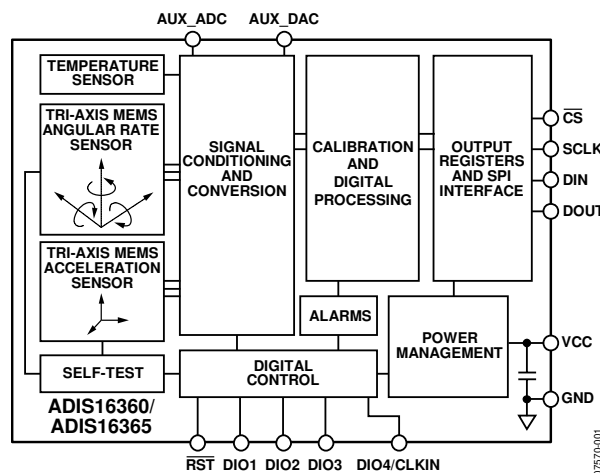 AUX_ADC
AUX_DAC
TEMPERATURE
SENSOR
TRI-AXIS MEMS
ANGULAR RATE
SENSOR
TRI-AXIS MEMS
ACCELERATION
SENSOR
SELF-TEST
SIGNAL
CONDITIONING
AND
CONVERSION
CALIBRATION
AND
DIGITAL
PROCESSING
OUTPUT
REGISTERS
AND SPI
INTERFACE
ALARMS
POWER
MANAGEMENT
DIGITAL
CONTROL
CS
SCLK
DIN
DOUT
VCC
GND
ADIS16360/
ADIS16365
RST
DIO1
DIO2
DIO3
DIO4/CLKIN
07570-001